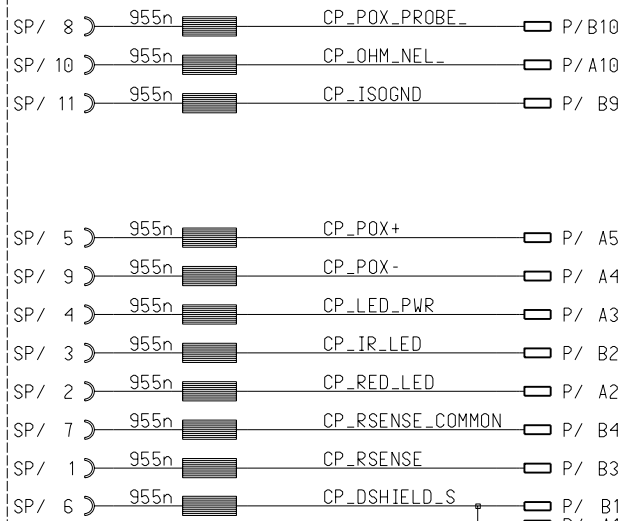 SP/ 8 955n CP_POX_PROBE_ P/B10
SP/ 10 955n CP_OHM_NEL_ P/A10
SP/ 11 955n CP_ISOGND P/ B9
SP/ 5 955n CP_POX+ P/ A5
SP/ 9 955n CP_POX- P/ A4
SP/ 4 955n CP_LED_PWR P/ A3
SP/ 3 955n CP_IR_LED P/ B2
SP/ 2 955n CP_RED_LED P/ A2
SP/ 7 955n CP_RSENSE_COMMON P/ B4
SP/ 1 955n CP_RSENSE P/ B3
SP/ 6 955n CP_DSHIELD_S P/ B1